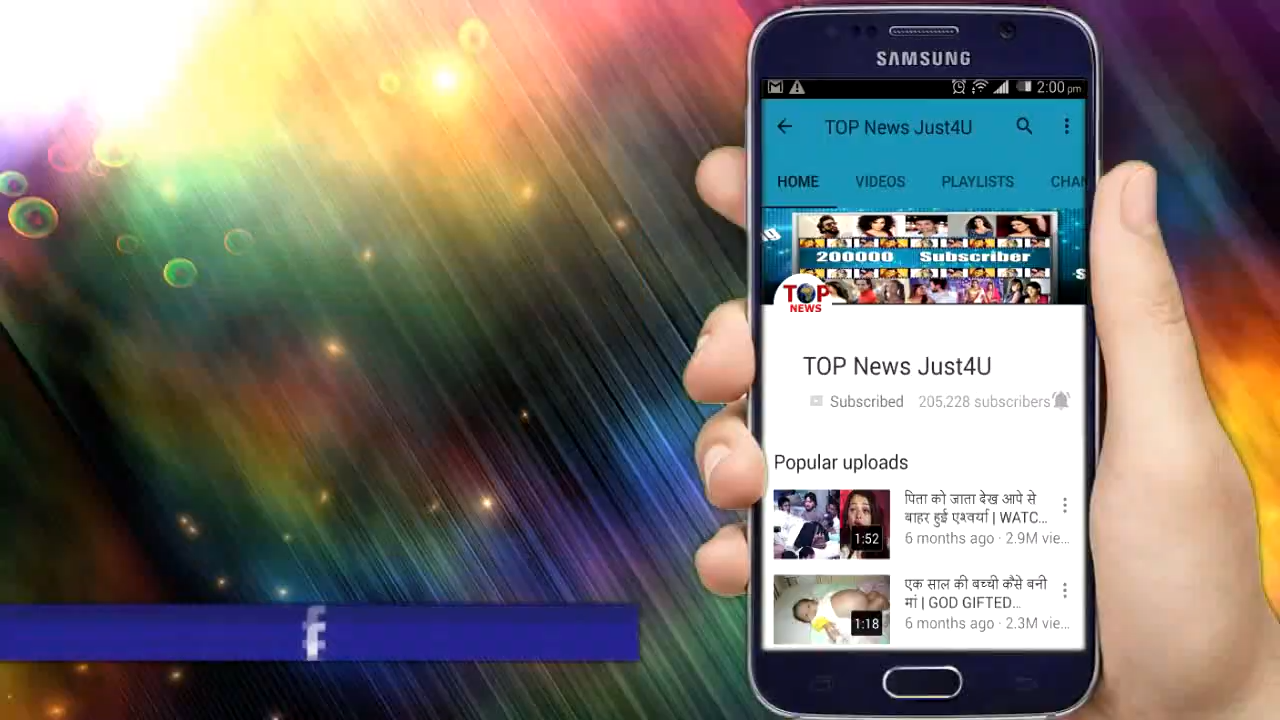 SAMSUNG
2:00 pm
TOP News Just4U
HOME VIDEOS PLAYLISTS CHAN
200000 Subscriber
TOP
NEWS
TOP News Just4U
Subscribed 205,228 subscribers
Popular uploads
पिता को जाता देख आपे से
बाहर हुई एश्वर्या | WATC...
6 months ago · 2.9M vie...
1:52
एक साल की बच्ची कैसे बनी
मां | GOD GIFTED...
6 months ago · 2.3M vie...
1:18
f